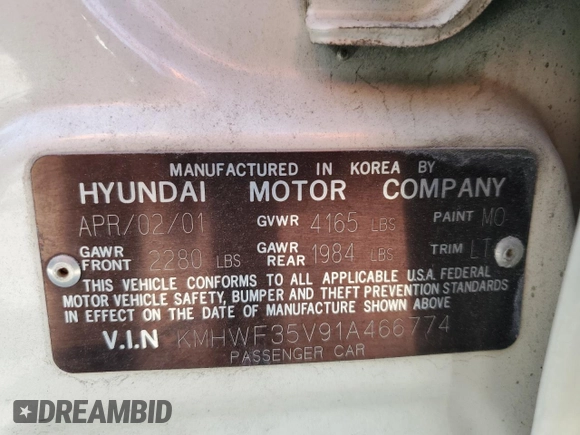 MANUFACTURED IN KOREA BY
HYUNDAI MOTOR COMPANY
APR/02/01 GVWR 4165 LBS PAINT MO
GAWR FRONT 2280 LBS GAWR REAR 1984 LBS TRIM LT
THIS VEHICLE CONFORMS TO ALL APPLICABLE U.S.A. FEDERAL
MOTOR VEHICLE SAFETY, BUMPER AND THEFT PREVENTION STANDARDS
IN EFFECT ON THE DATE OF MANUFACTURE SHOWN ABOVE
V.I.N KMHWF35V91A466774
PASSENGER CAR
DREAMBID